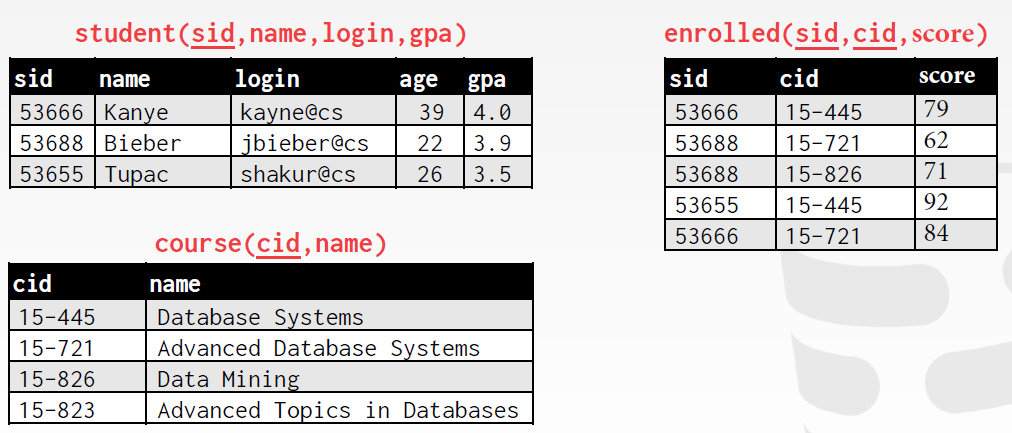 student(sid,name,login,gpa)
sid name login age gpa
53666 Kanye kayne@cs 39 4.0
53688 Bieber jbieber@cs 22 3.9
53655 Tupac shakur@cs 26 3.5
course(cid,name)
cid name
15-445 Database Systems
15-721 Advanced Database Systems
15-826 Data Mining
15-823 Advanced Topics in Databases
enrolled(sid,cid,score)
sid cid score
53666 15-445 79
53688 15-721 62
53688 15-826 71
53655 15-445 92
53666 15-721 84